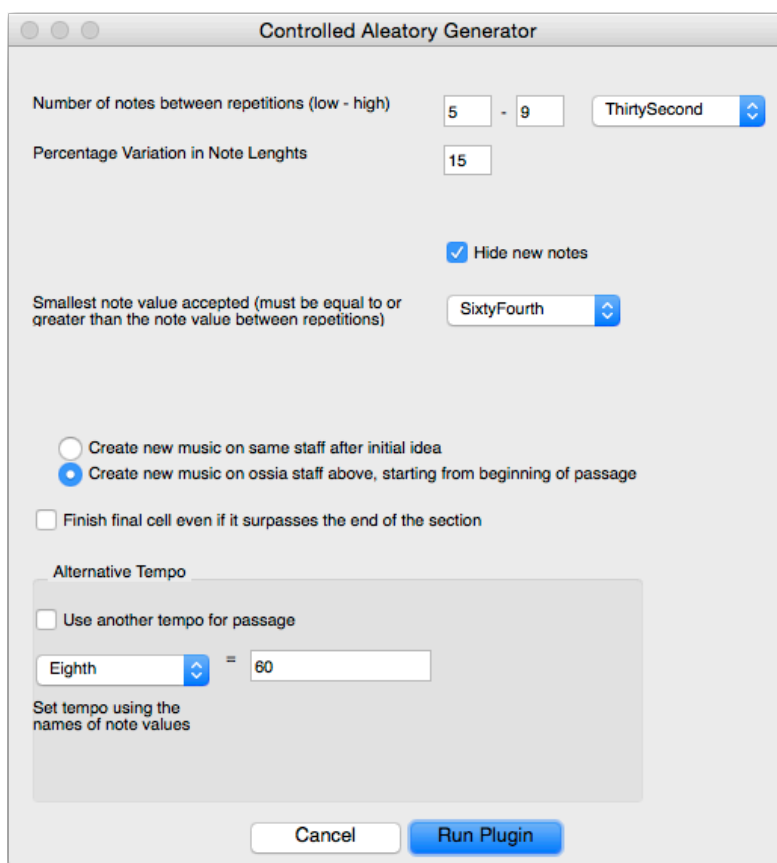 Controlled Aleatory Generator
Number of notes between repetitions (low - high) 5 - 9 ThirtySecond
Percentage Variation in Note Lenghts 15
Hide new notes
Smallest note value accepted (must be equal to or
greater than the note value between repetitions) SixtyFourth
Create new music on same staff after initial idea
Create new music on ossia staff above, starting from beginning of passage
Finish final cell even if it surpasses the end of the section
Alternative Tempo
Use another tempo for passage
Eighth = 60
Set tempo using the
names of note values
Cancel Run Plugin